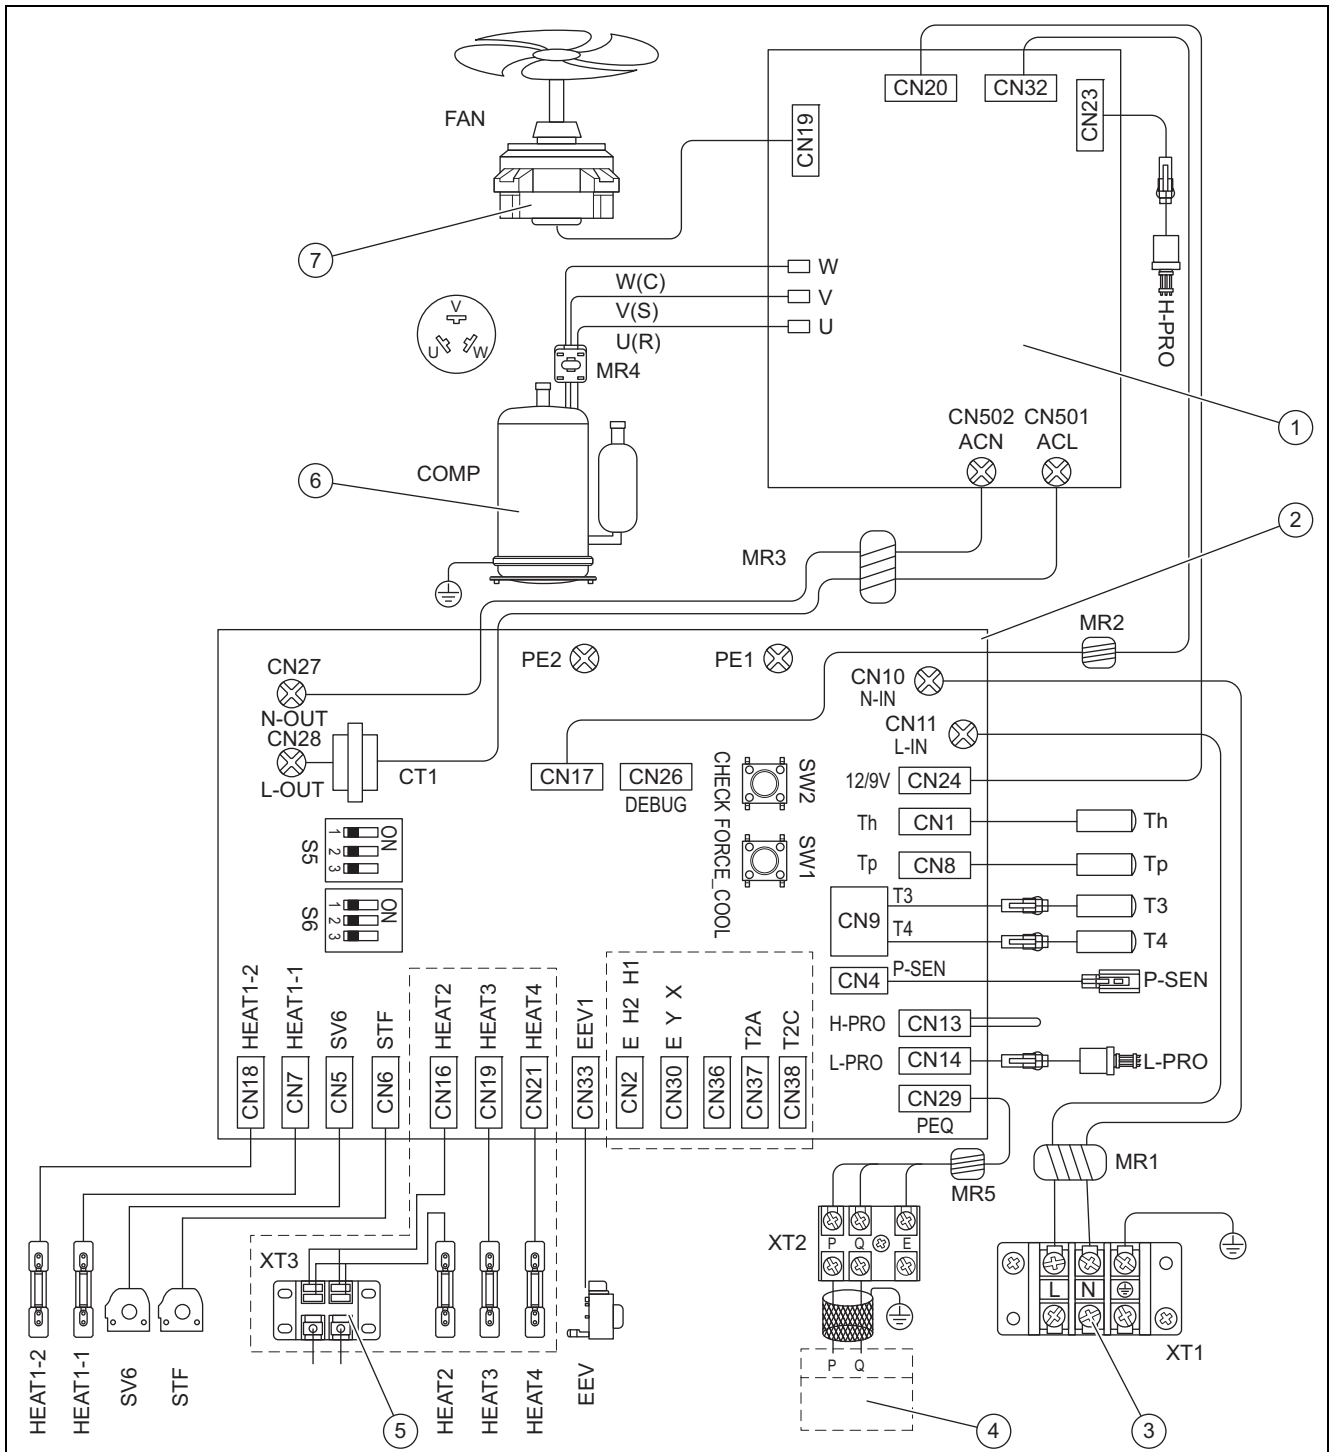 CN20
CN32
CN23
CN19
FAN
7
W
V
U
W(C)
V(S)
U(R)
V
U
W
MR4
H-PRO
CN502
ACN
CN501
ACL
1
COMP
6
2
MR3
MR2
CN27
N-OUT
CN28
L-OUT
CT1
PE2
PE1
CN10
N-IN
CN11
L-IN
CN17
CN26
DEBUG
SW2
SW1
CHECK FORCE_COOL
12/9V
CN24
Th
CN1
Th
Tp
CN8
Tp
CN9
T3
T3
T4
T4
CN4
P-SEN
P-SEN
H-PRO
CN13
L-PRO
CN14
L-PRO
CN29
PEQ
S5
ON
1
2
3
S6
ON
1
2
3
HEAT1-2
HEAT1-1
SV6
STF
HEAT2
HEAT3
HEAT4
EEV1
E H2 H1
E Y X
T2A
T2C
CN18
CN7
CN5
CN6
CN16
CN19
CN21
CN33
CN2
CN30
CN36
CN37
CN38
MR5
MR1
XT2
P
Q
E
XT3
L
N
XT1
P
Q
HEAT1-2
HEAT1-1
SV6
STF
5
HEAT2
HEAT3
HEAT4
EEV
4
3